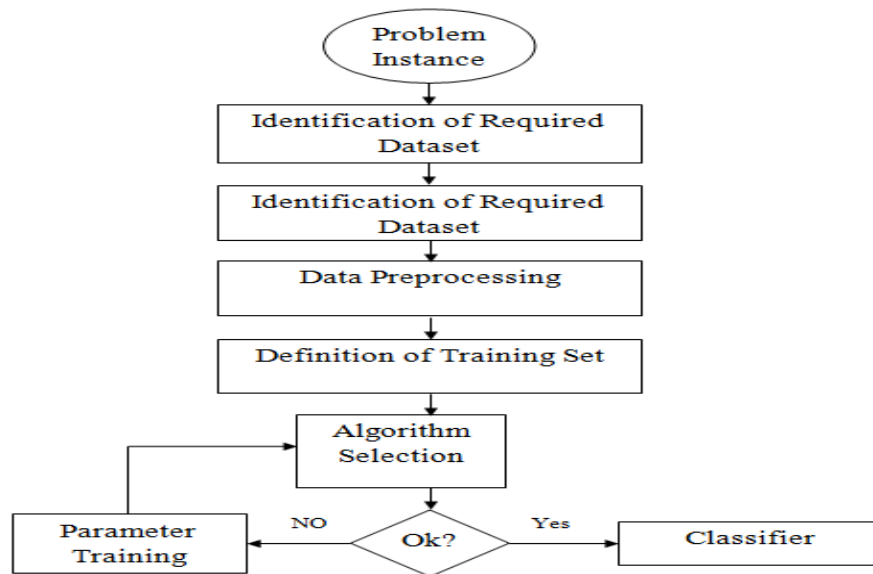 Problem
Instance
Identification of Required
Dataset
Identification of Required
Dataset
Data Preprocessing
Definition of Training Set
Algorithm
Selection
NO
Yes
Parameter
Training
Ok?
Classifier